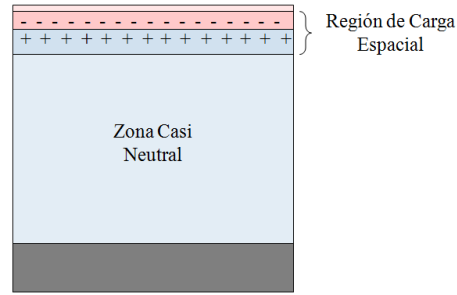 - - - - - - - - - - - - - - - -
+ + + + + + + + + + + + + +
Región de Carga
Espacial
Zona Casi
Neutral